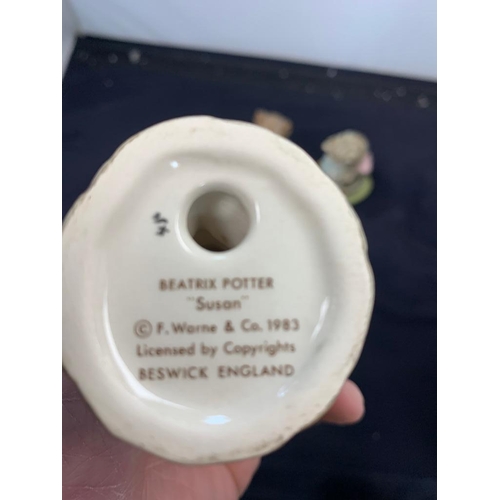 BEATRIX POTTER
"Susan"
© F. Warne & Co. 1983
Licensed by Copyrights
BESWICK ENGLAND